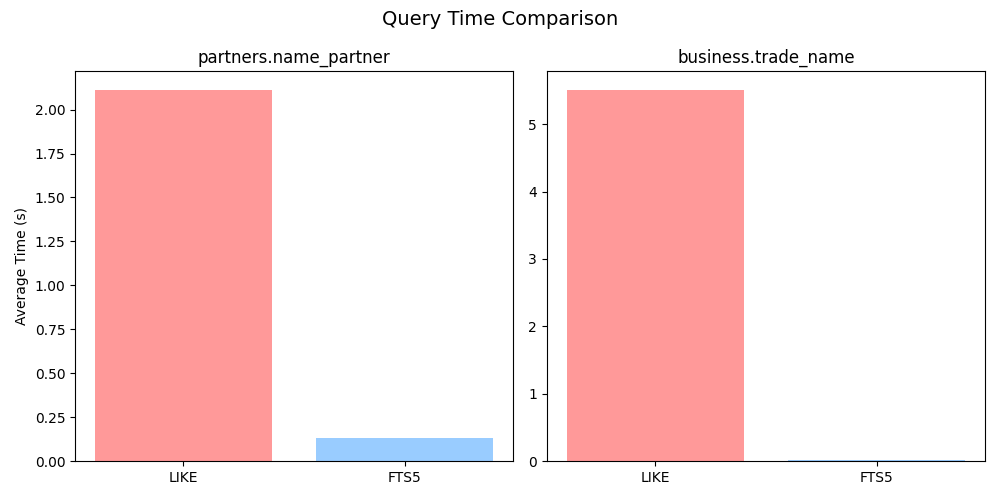 Query Time Comparison
partners.name_partner
Average Time (s)
2.00
1.75
1.50
1.25
1.00
0.75
0.50
0.25
0.00
LIKE
FTS5
business.trade_name
5
4
3
2
1
0
LIKE
FTS5